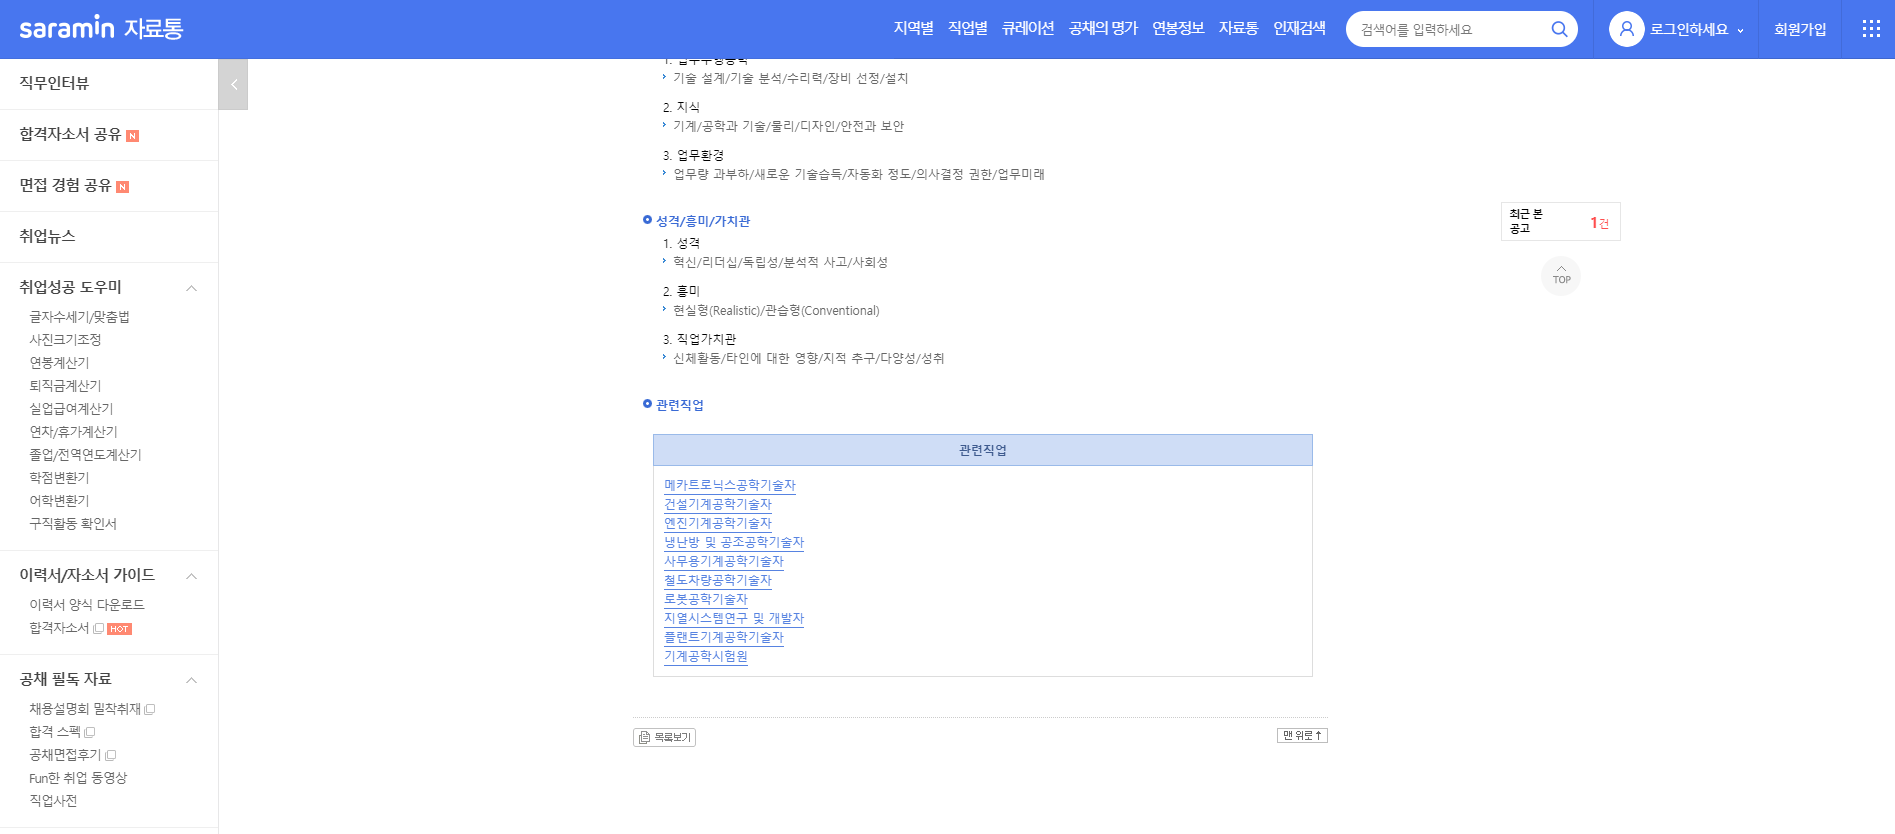 saramin 자료통
지역별 직업별 큐레이션 공채의 명가 연봉정보 자료통 인재검색
검색어를 입력하세요
로그인하세요
회원가입
직무인터뷰
합격자소서 공유 N
면접 경험 공유 N
취업뉴스
취업성공 도우미
글자수세기/맞춤법
사진크기조정
연봉계산기
퇴직금계산기
실업급여계산기
연차/휴가계산기
졸업/전역연도계산기
학점변환기
어학변환기
구직활동 확인서
이력서/자소서 가이드
이력서 양식 다운로드
합격자소서 HOT
공채 필독 자료
채용설명회 밀착취재
합격 스펙
공채면접후기
Fun한 취업 동영상
직업사전
1. 업무수행능력
기술 설계/기술 분석/수리력/장비 선정/설치
2. 지식
기계/공학과 기술/물리/디자인/안전과 보안
3. 업무환경
업무량 과부하/새로운 기술습득/자동화 정도/의사결정 권한/업무미래
성격/흥미/가치관
1. 성격
혁신/리더십/독립성/분석적 사고/사회성
2. 흥미
현실형(Realistic)/관습형(Conventional)
3. 직업가치관
신체활동/타인에 대한 영향/지적 추구/다양성/성취
관련직업
관련직업
메카트로닉스공학기술자
건설기계공학기술자
엔진기계공학기술자
냉난방 및 공조공학기술자
사무용기계공학기술자
철도차량공학기술자
로봇공학기술자
지열시스템연구 및 개발자
플랜트기계공학기술자
기계공학시험원
목록보기
맨 위로↑
최근 본
공고
1건
TOP